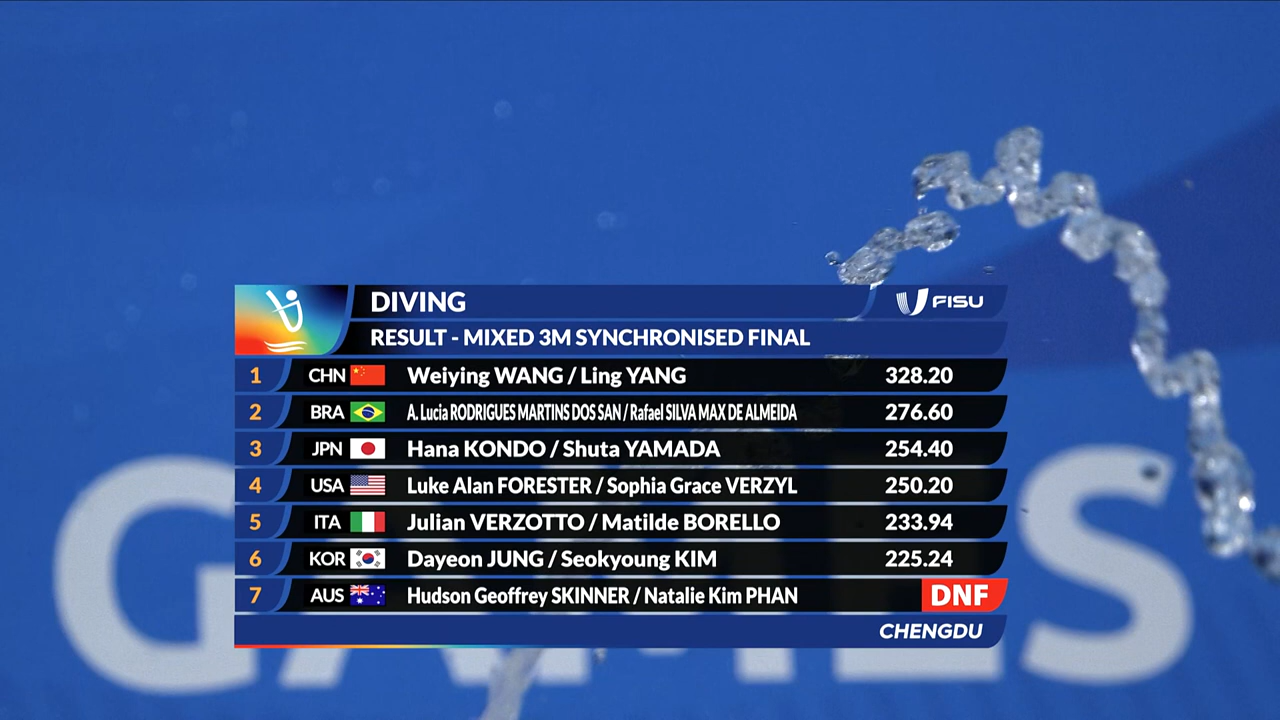 DIVING
FISU
RESULT - MIXED 3M SYNCHRONISED FINAL
1 CHN Weiying WANG / Ling YANG 328.20
2 BRA A. Lucia RODRIGUES MARTINS DOS SAN / Rafael SILVA MAX DE ALMEIDA 276.60
3 JPN Hana KONDO / Shuta YAMADA 254.40
4 USA Luke Alan FORESTER / Sophia Grace VERZYL 250.20
5 ITA Julian VERZOTTO / Matilde BORELLO 233.94
6 KOR Dayeon JUNG / Seokyoung KIM 225.24
7 AUS Hudson Geoffrey SKINNER / Natalie Kim PHAN DNF
CHENGDU
GAMES